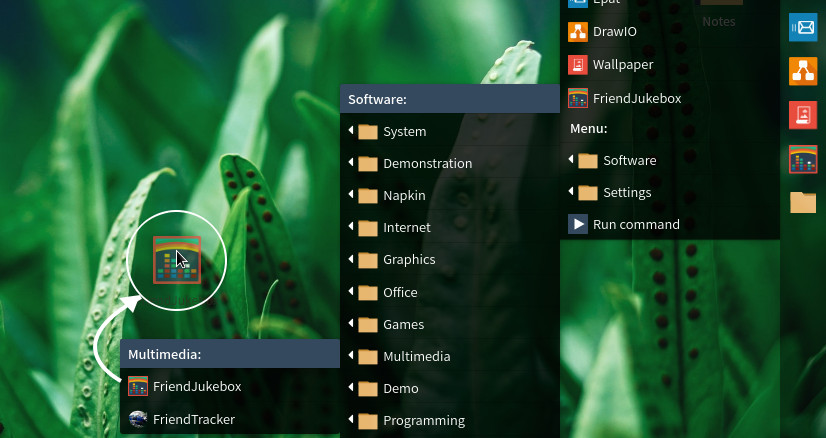 Notes
DrawIO
Wallpaper
FriendJukebox
Menu:
Software
Settings
Run command
Software:
System
Demonstration
Napkin
Internet
Graphics
Office
Games
Multimedia
Demo
Programming
Multimedia:
FriendJukebox
FriendTracker